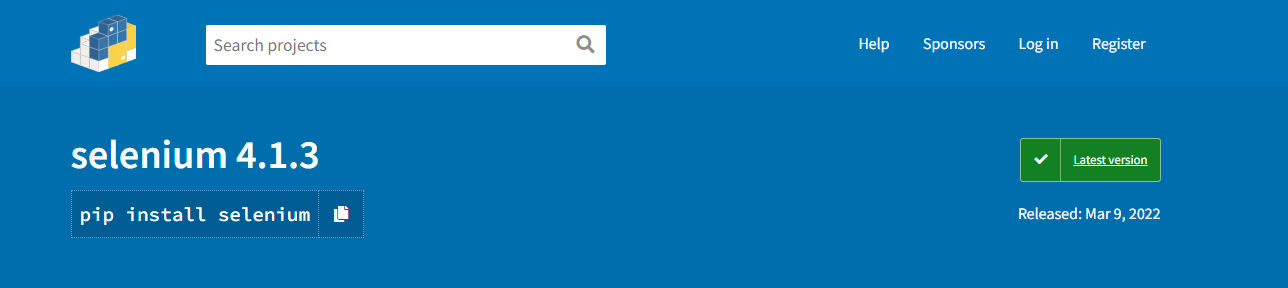 Search projects
Help
Sponsors
Log in
Register
selenium 4.1.3
Latest version
pip install selenium
Released: Mar 9, 2022